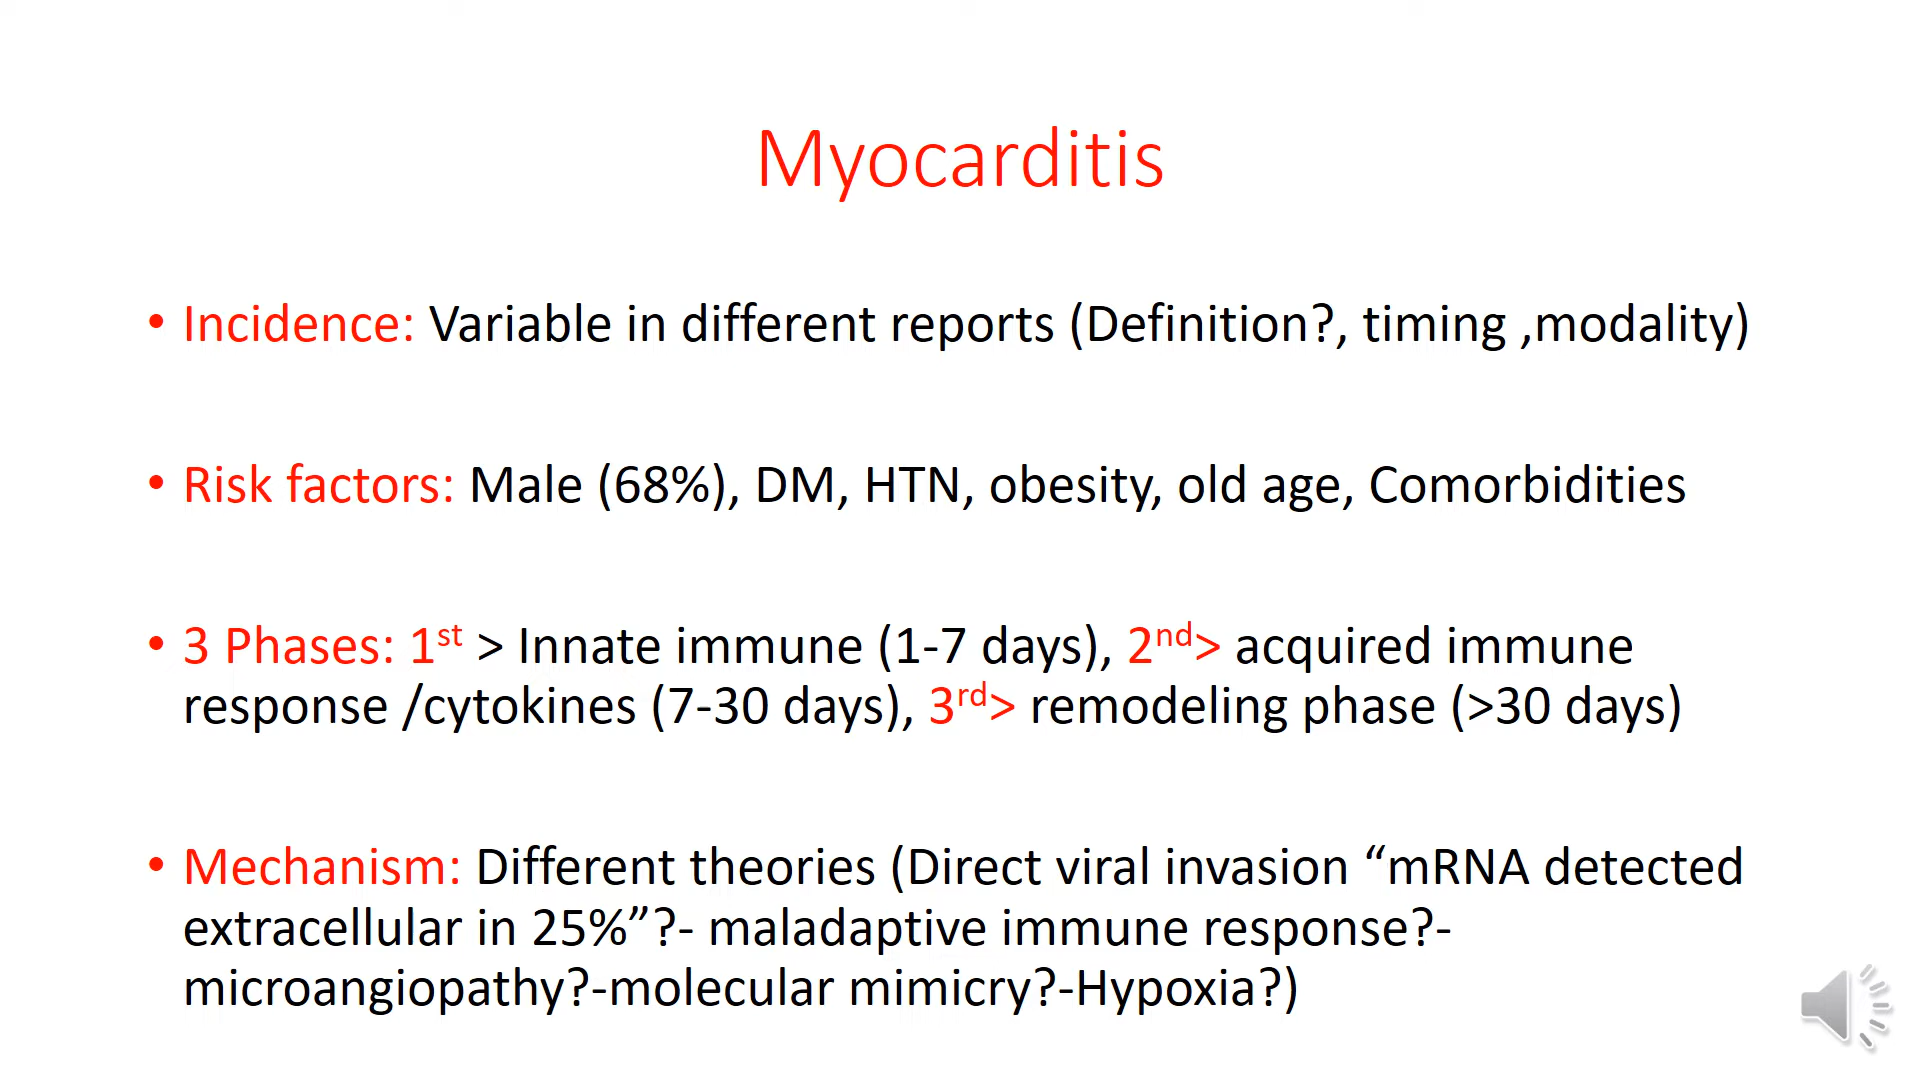 Myocarditis
• Incidence: Variable in different reports (Definition?, timing ,modality)
• Risk factors: Male (68%), DM, HTN, obesity, old age, Comorbidities
• 3 Phases: 1st > Innate immune (1-7 days), 2nd> acquired immune
response /cytokines (7-30 days), 3rd> remodeling phase (>30 days)
• Mechanism: Different theories (Direct viral invasion “mRNA detected
extracellular in 25%”?- maladaptive immune response?-
microangiopathy?-molecular mimicry?-Hypoxia?)